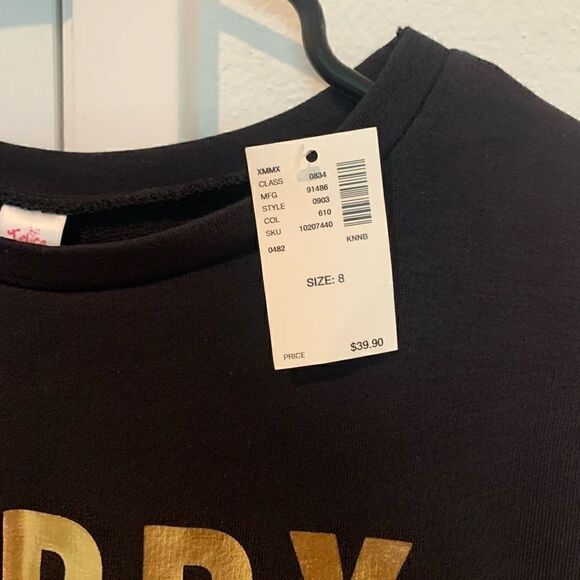 XMMX
CLASS 0834
MFG 91486
STYLE 0903
COL 610
SKU 10207440
0482 KNNB
SIZE: 8
$39.90
PRICE